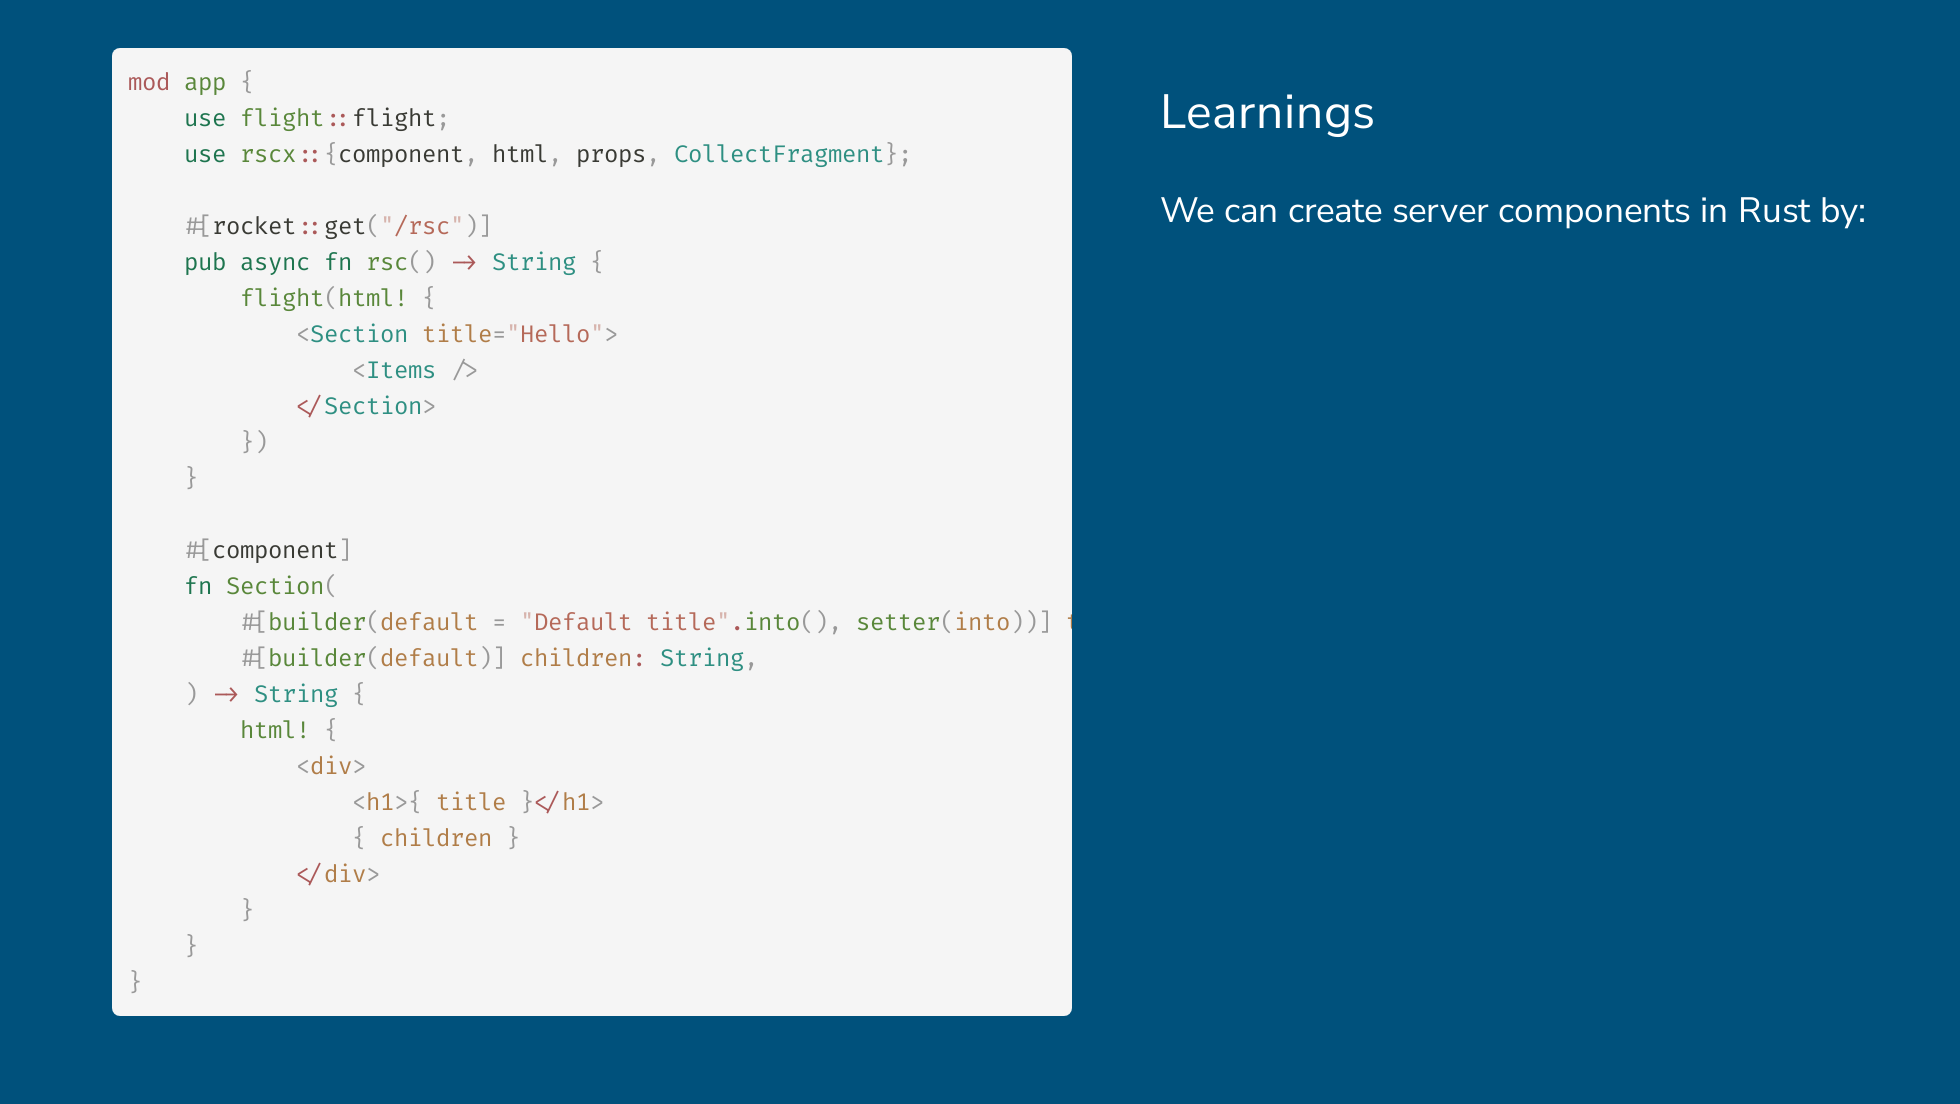 mod app {
    use flight::flight;
    use rscx::{component, html, props, CollectFragment};

    #[rocket::get("/rsc")]
    pub async fn rsc() -> String {
        flight(html! {
            <Section title="Hello">
                <Items />
            </Section>
        })
    }

    #[component]
    fn Section(
        #[builder(default = "Default title".into(), setter(into))]
        #[builder(default)] children: String,
    ) -> String {
        html! {
            <div>
                <h1>{ title }</h1>
                { children }
            </div>
        }
    }
}
Learnings
We can create server components in Rust by: